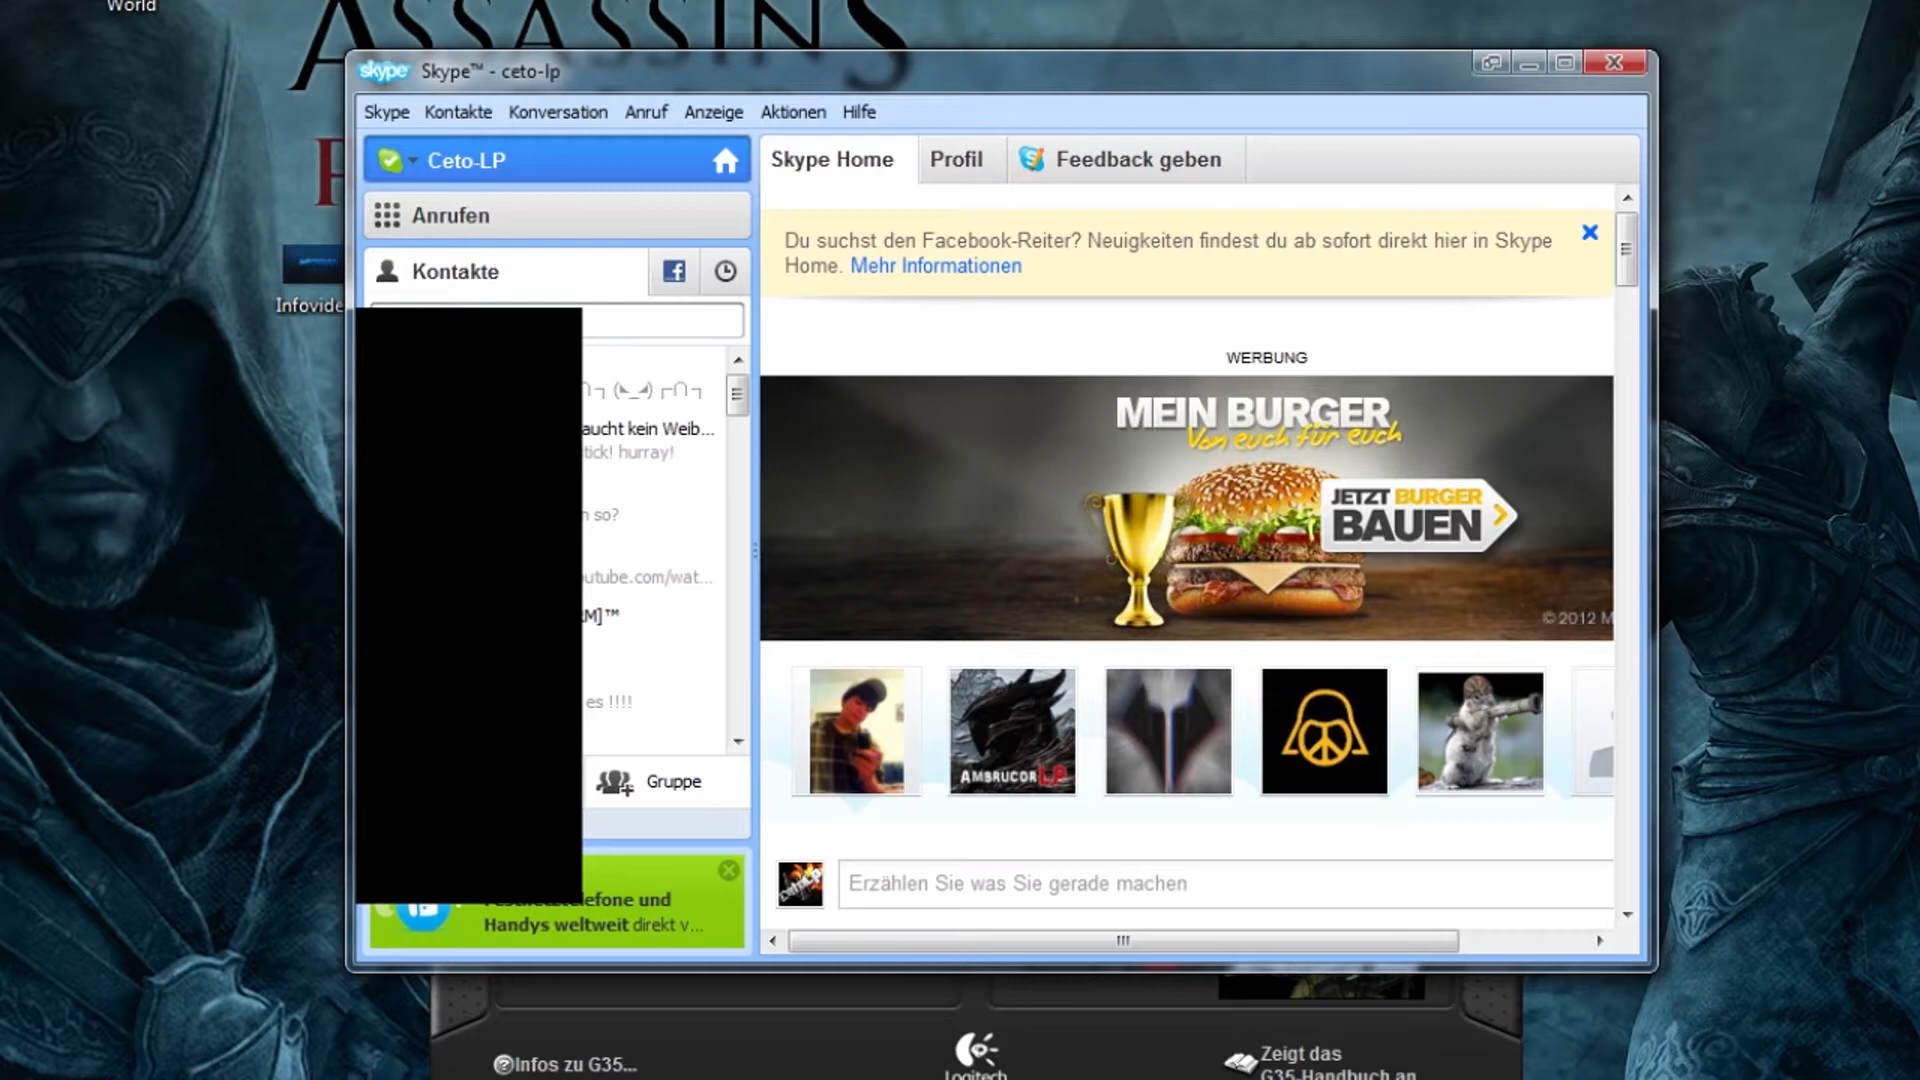 World
ASSASSINS
Infovide
skype Skype™ - ceto-lp
Skype Kontakte Konversation Anruf Anzeige Aktionen Hilfe
Ceto-LP
Skype Home Profil Feedback geben
Anrufen
Kontakte
Du suchst den Facebook-Reiter? Neuigkeiten findest du ab sofort direkt hier in Skype
Home. Mehr Informationen
WERBUNG
MEIN BURGER
Von euch für euch
JETZT BURGER
BAUEN
© 2012 M
aucht kein Weib...
tick! hurray!
so?
utube.com/wat...
M]™
es !!!!
Gruppe
AMBRUCOR LP
Erzählen Sie was Sie gerade machen
elefone und
Handys weltweit direkt v...
Infos zu G35...
Logitech
Zeigt das
G35-Handbuch an